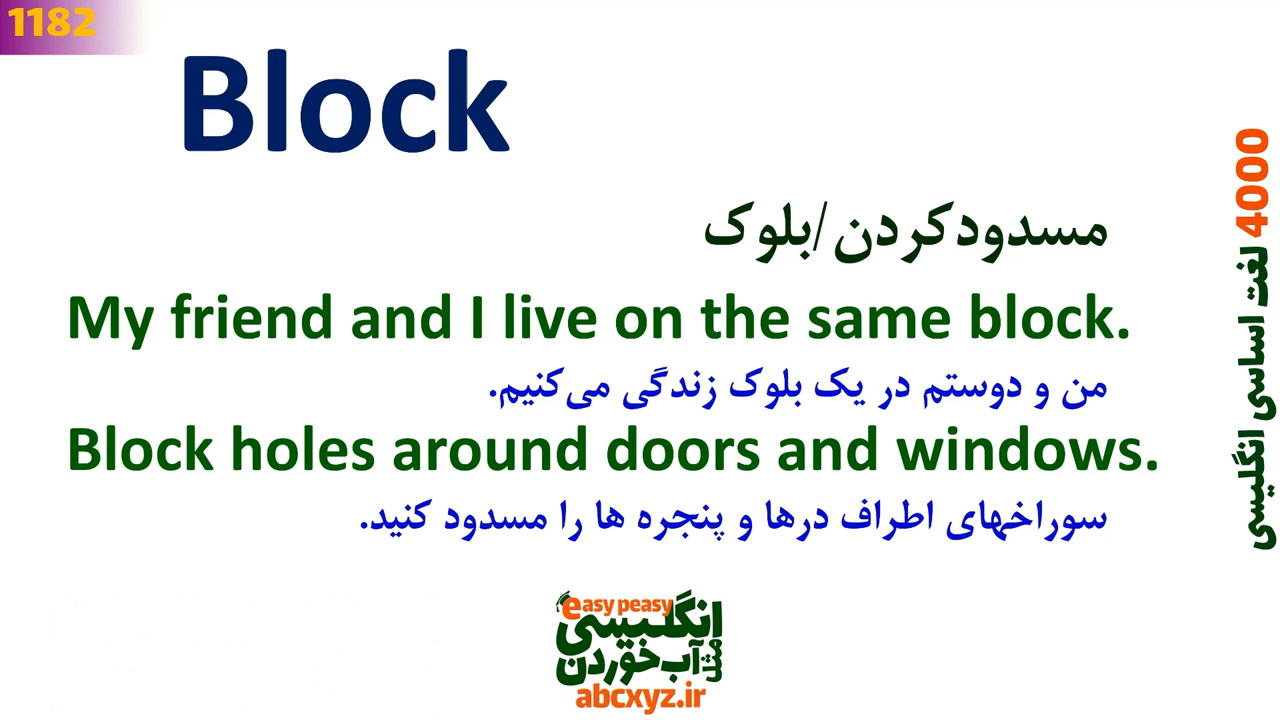 1182
Block
مسدودکردن/بلوک
My friend and I live on the same block.
من و دوستم در یک بلوک زندگی می‌کنیم.
Block holes around doors and windows.
سوراخهای اطراف درها و پنجره ها را مسدود کنید.
4000 لغت اساسی انگلیسی
easy peasy
انگلیسی
مثل آب خوردن
abcxyz.ir